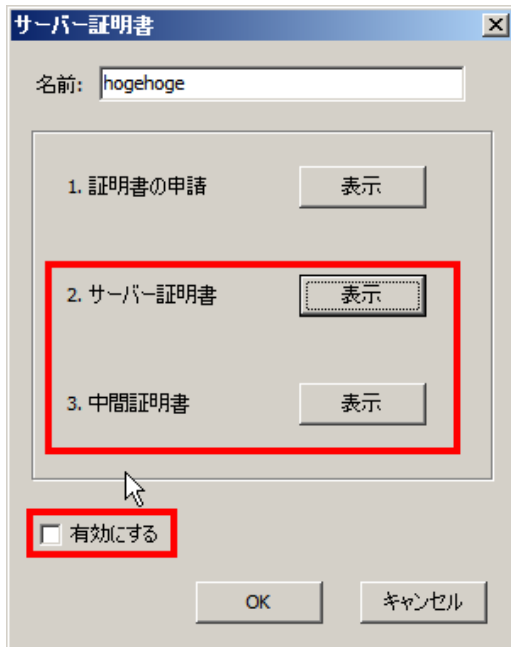 サーバー証明書
名前: hogehoge
1. 証明書の申請 表示
2. サーバー証明書 表示
3. 中間証明書 表示
有効にする
OK キャンセル